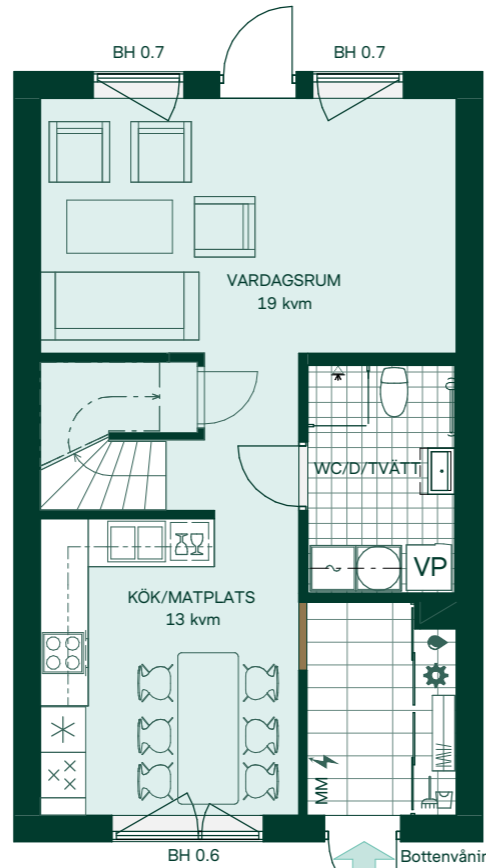 BH 0.7
BH 0.7
VARDAGSRUM
19 kvm
WC/D/TVÄTT
VP
KÖK/MATPLATS
13 kvm
MM
BH 0.6